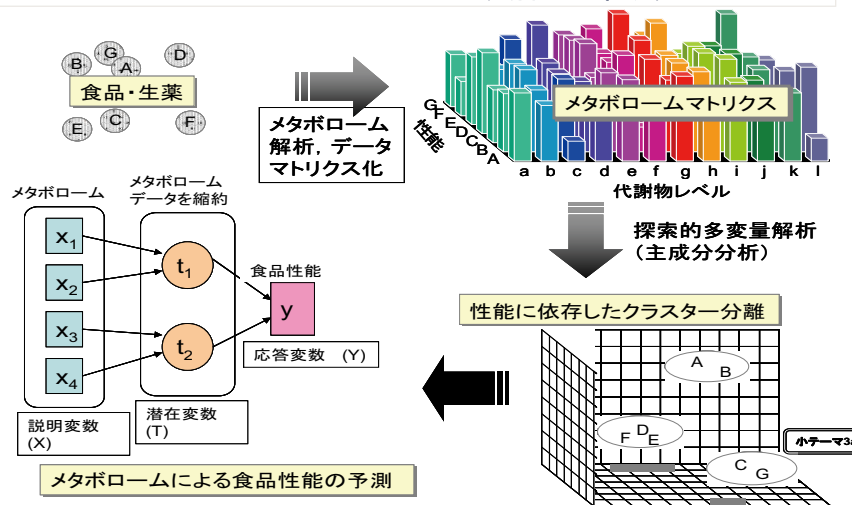 B
G
A
D
食品・生薬
E
C
F
メタボローム
解析，データ
マトリクス化
メタボロームマトリクス
性能
G
F
E
D
C
B
A
a b c d e f g h i j k l
代謝物レベル
探索的多変量解析
（主成分分析）
性能に依存したクラスター分離
A B
F D E
C G
小テーマ3a
メタボローム
メタボローム
データを縮約
x1
x2
x3
x4
t1
t2
食品性能
y
応答変数 (Y)
説明変数
(X)
潜在変数
(T)
メタボロームによる食品性能の予測